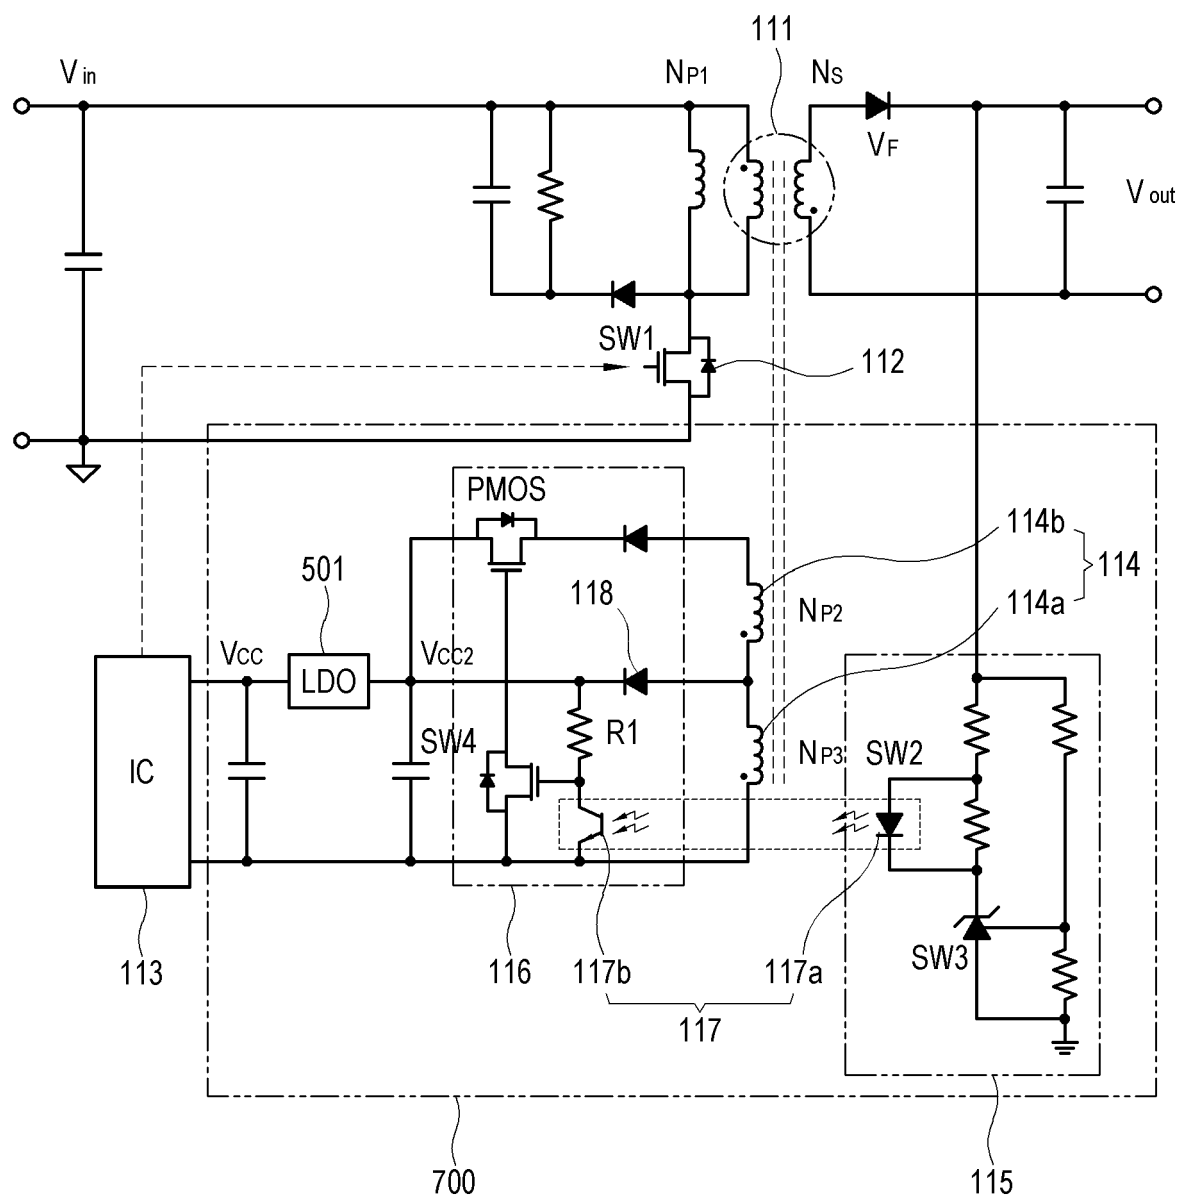 111
Vin
NP1
NS
VF
Vout
SW1
112
PMOS
114b
114
501
118
NP2
114a
VCC
VCC2
LDO
R1
SW4
NP3
SW2
IC
SW3
113
116
117b
117a
117
700
115